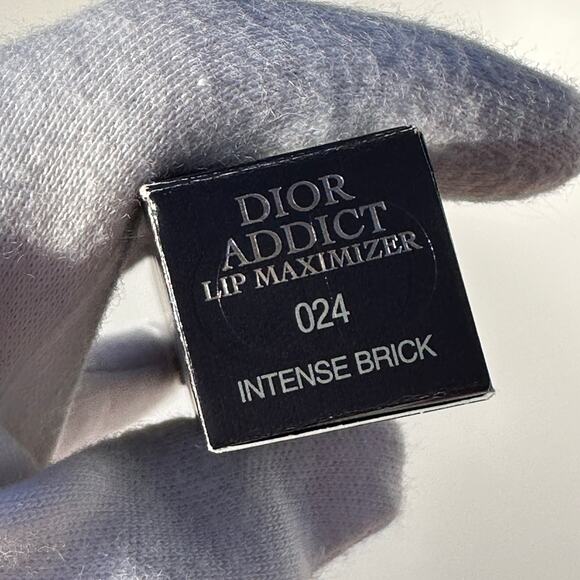 DIOR
ADDICT
LIP MAXIMIZER
024
INTENSE BRICK